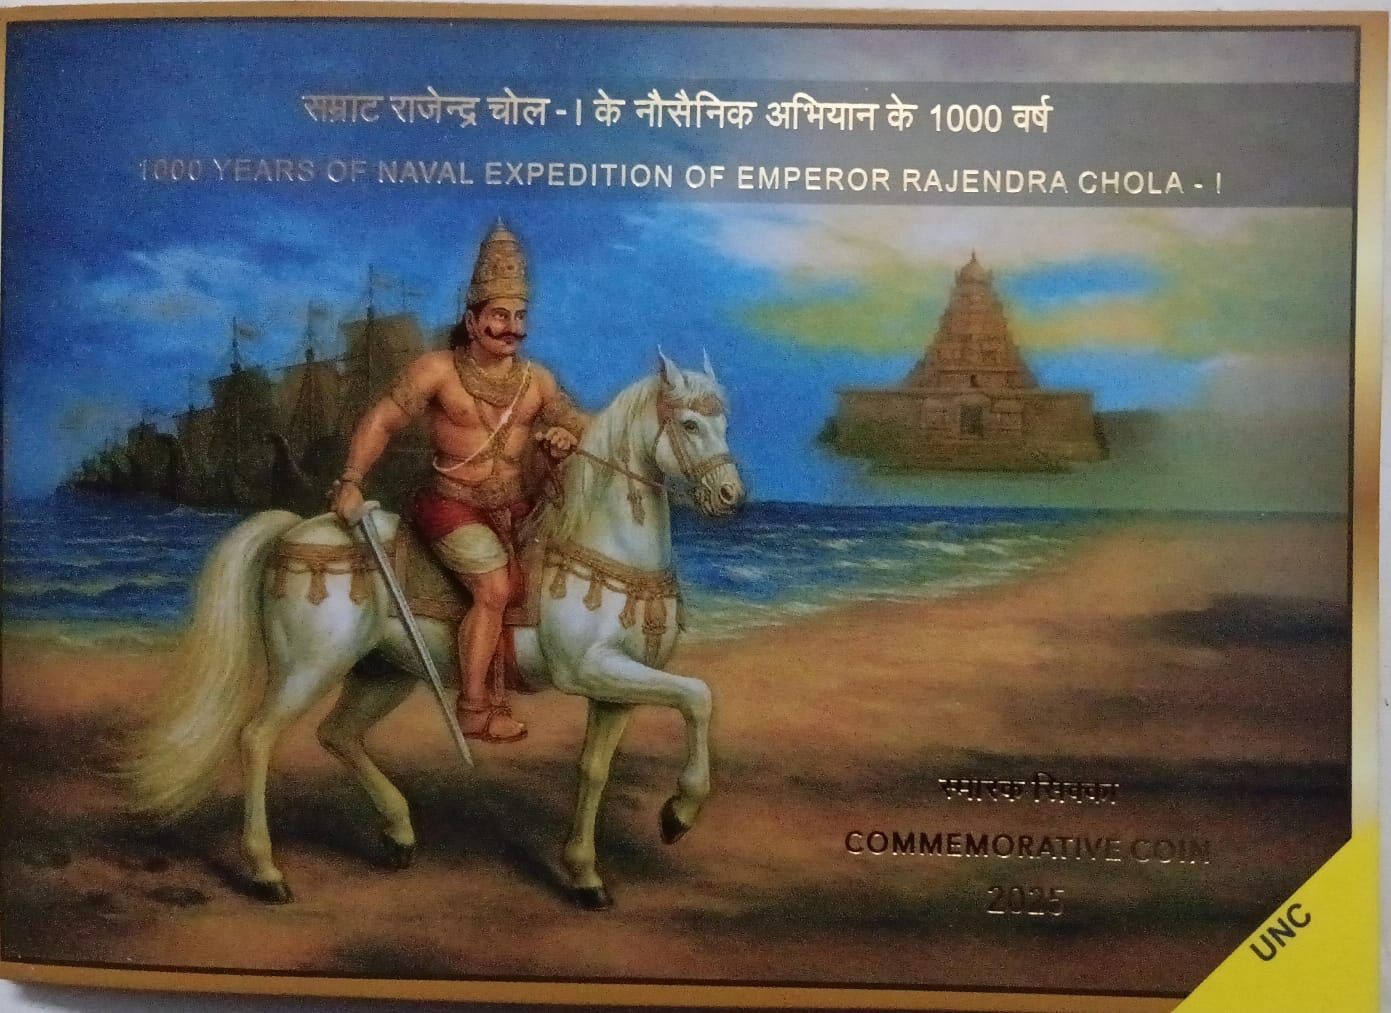 सम्राट राजेन्द्र चोल - I के नौसैनिक अभियान के 1000 वर्ष
1000 YEARS OF NAVAL EXPEDITION OF EMPEROR RAJENDRA CHOLA - I
स्मारक सिक्का
COMMEMORATIVE COIN
2025
UNC